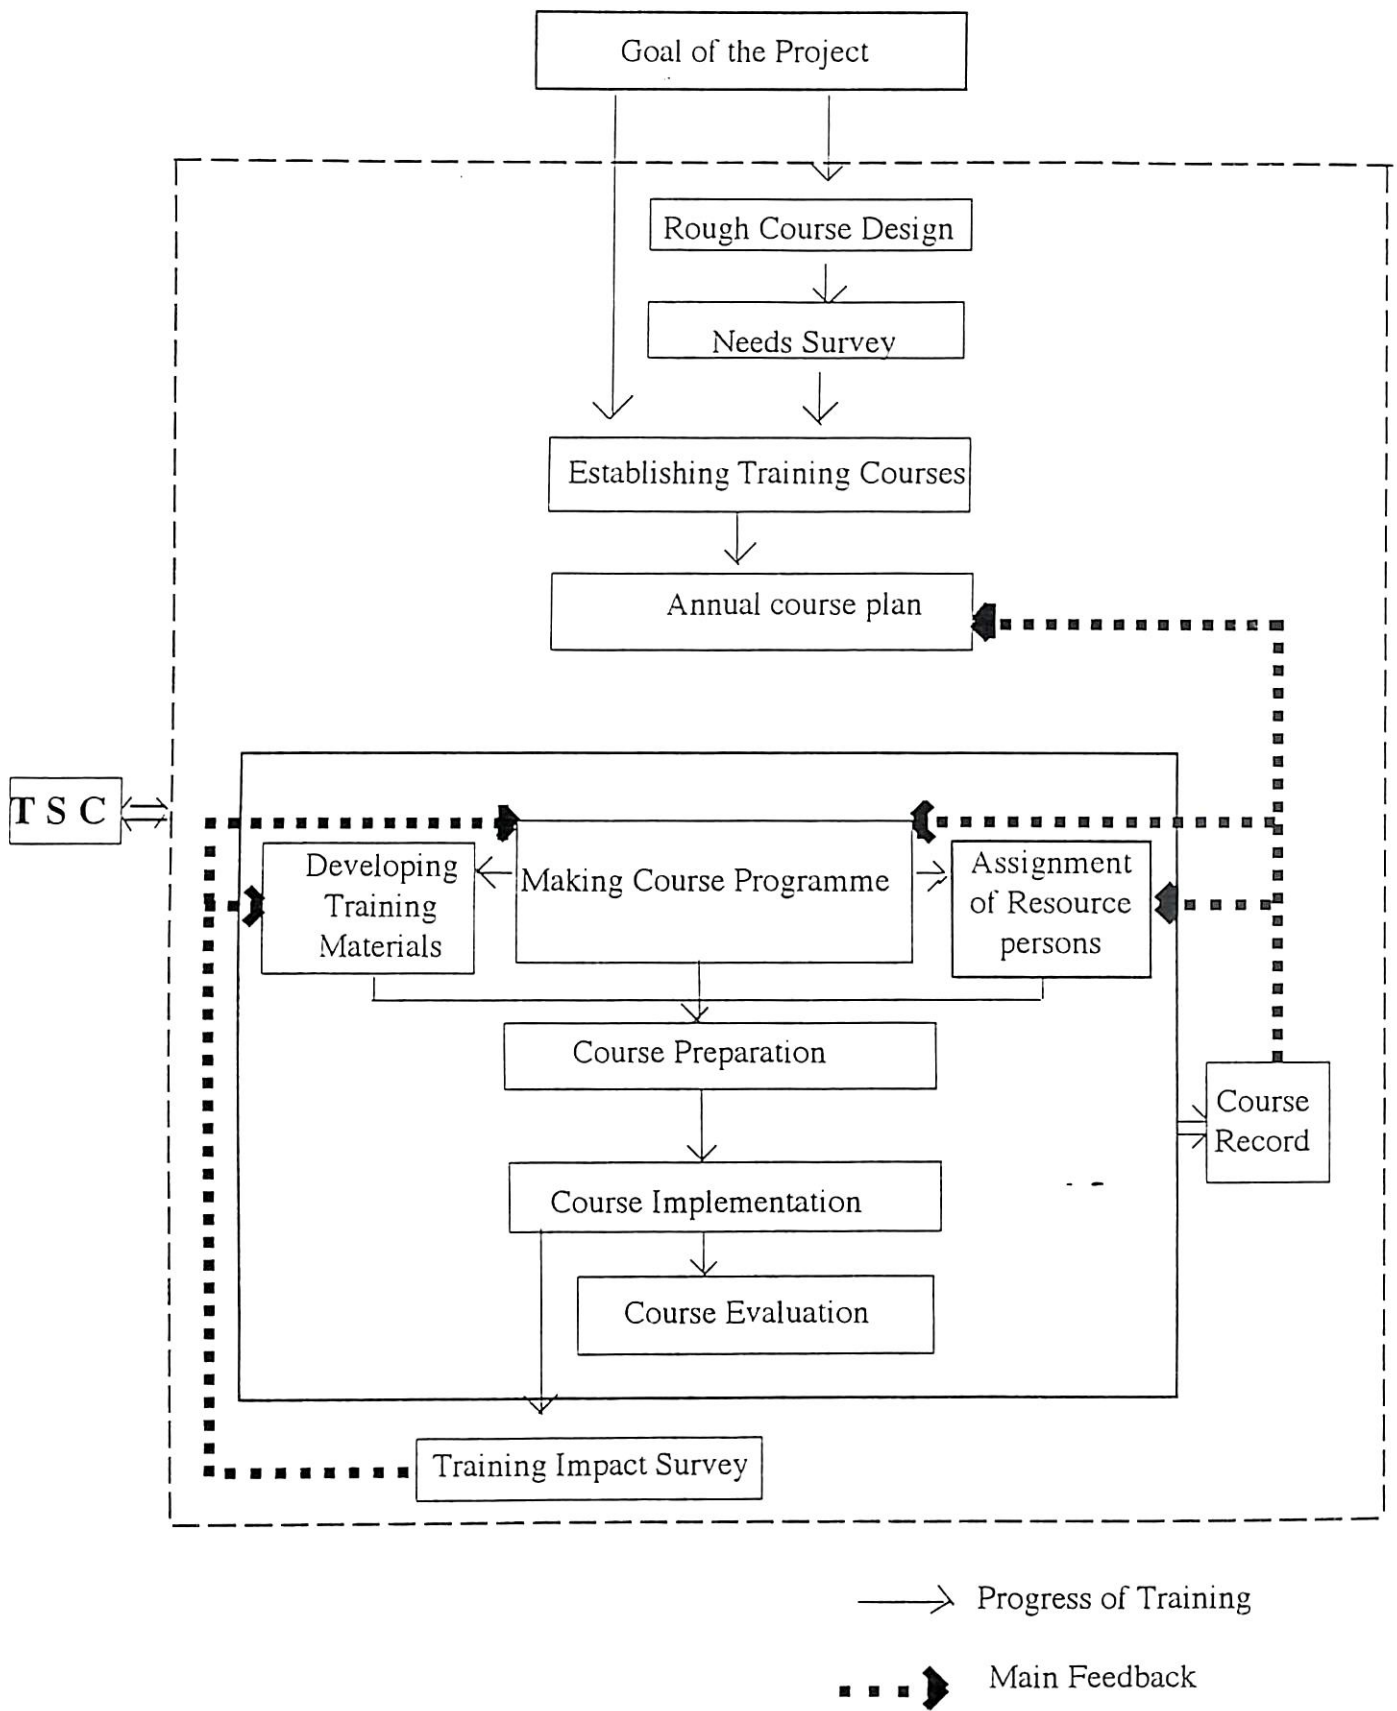 Goal of the Project
Rough Course Design
Needs Survey
Establishing Training Courses
Annual course plan
T S C
Developing
Training
Materials
Making Course Programme
Assignment
of Resource
persons
Course Preparation
Course
Record
Course Implementation
Course Evaluation
Training Impact Survey
Progress of Training
Main Feedback